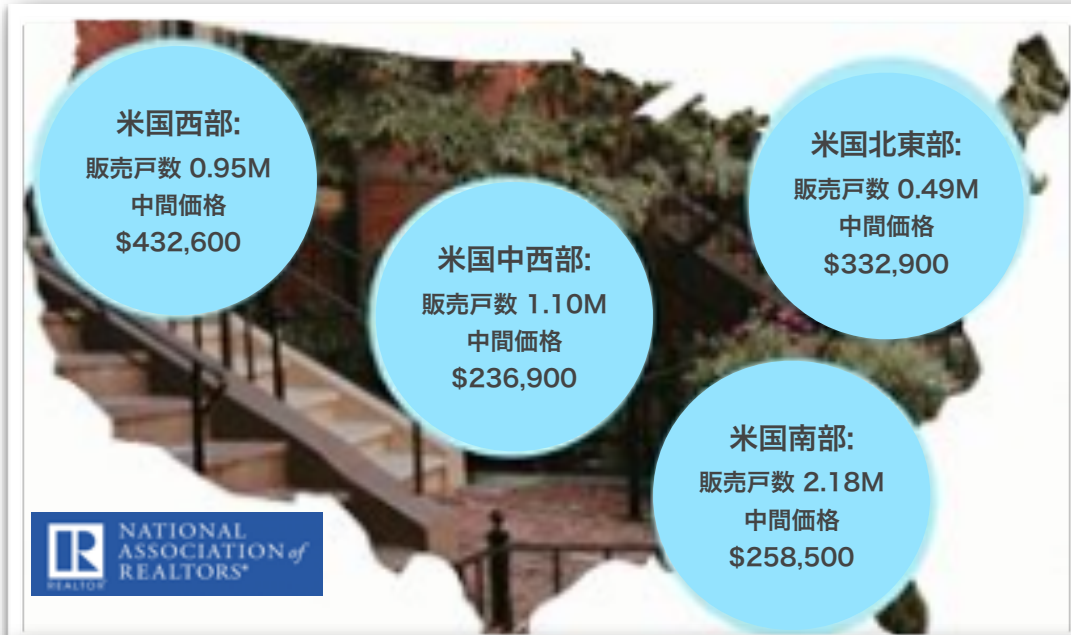 米国西部:
販売戸数 0.95M
中間価格
$432,600
米国中西部:
販売戸数 1.10M
中間価格
$236,900
米国北東部:
販売戸数 0.49M
中間価格
$332,900
米国南部:
販売戸数 2.18M
中間価格
$258,500
R
NATIONAL
ASSOCIATION of
REALTORS®
REALTOR®